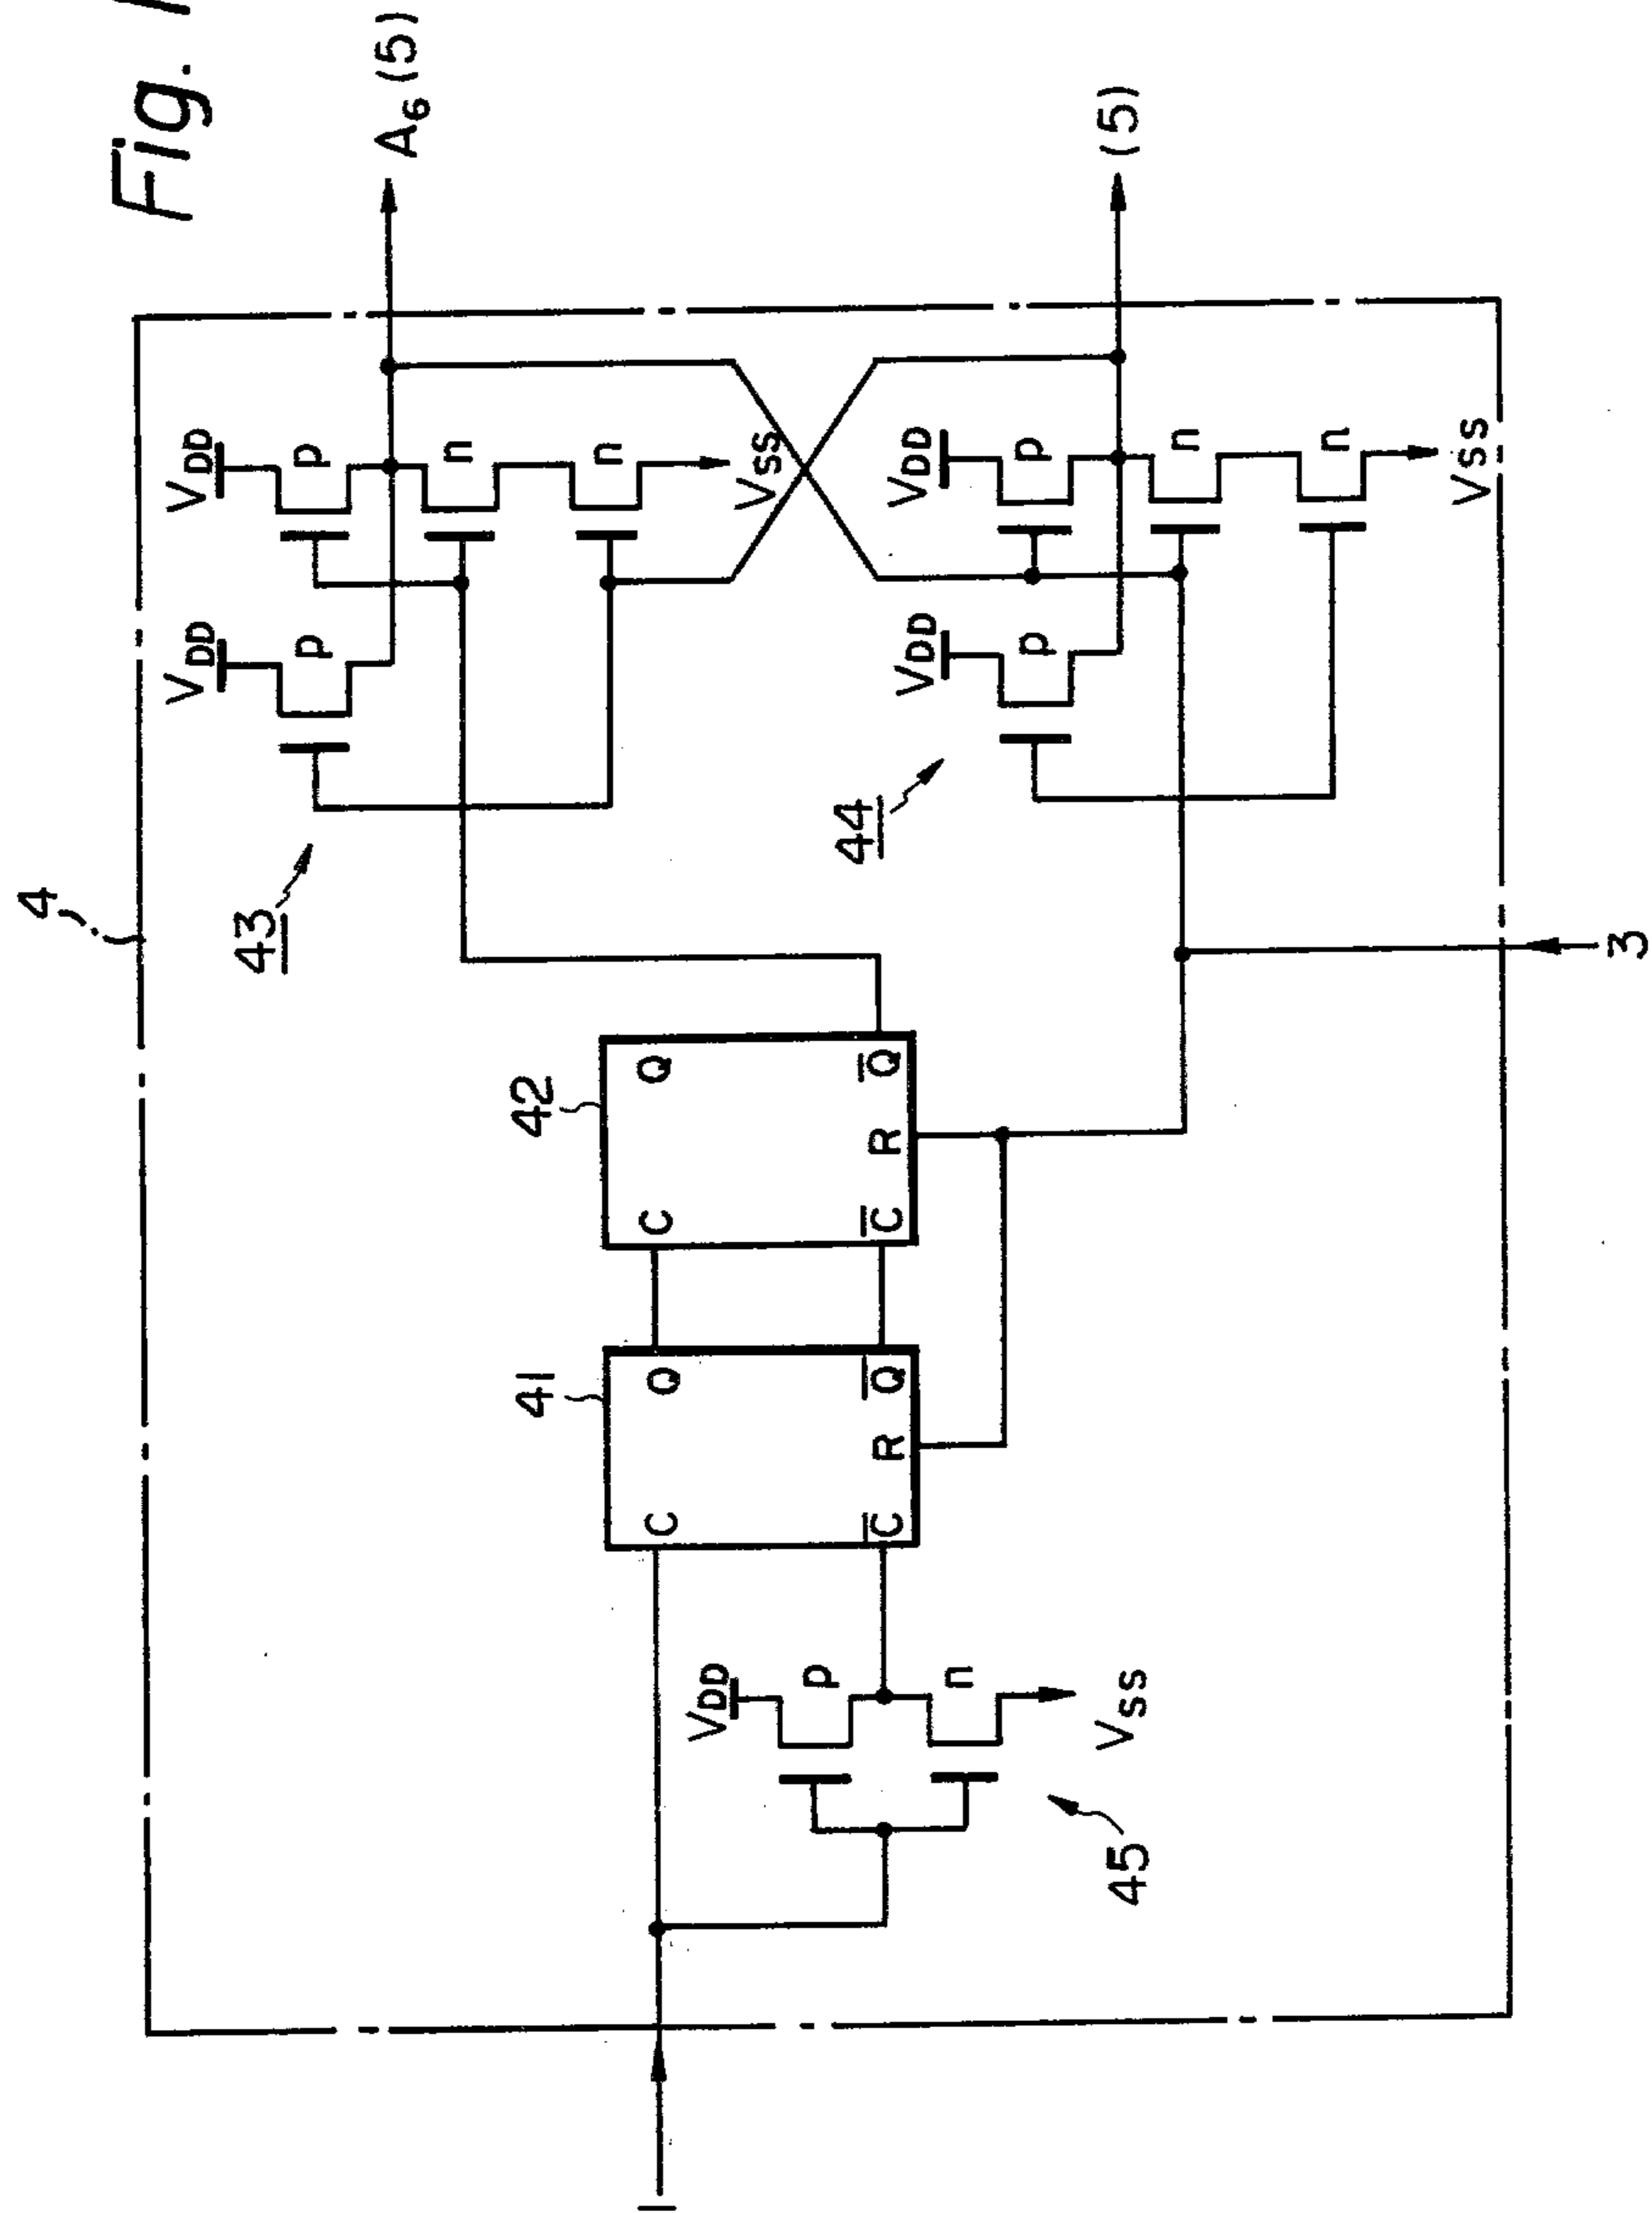 Fig.
4
VDD VDD
43
p p
A6 (5)
n
41 42
n
1
C Q C Q
VDD
VSS
p
44
C̅ R Q̅ C̅ R Q̅
VDD VDD
n
p p
(5)
VSS
45
n
n
VSS
3